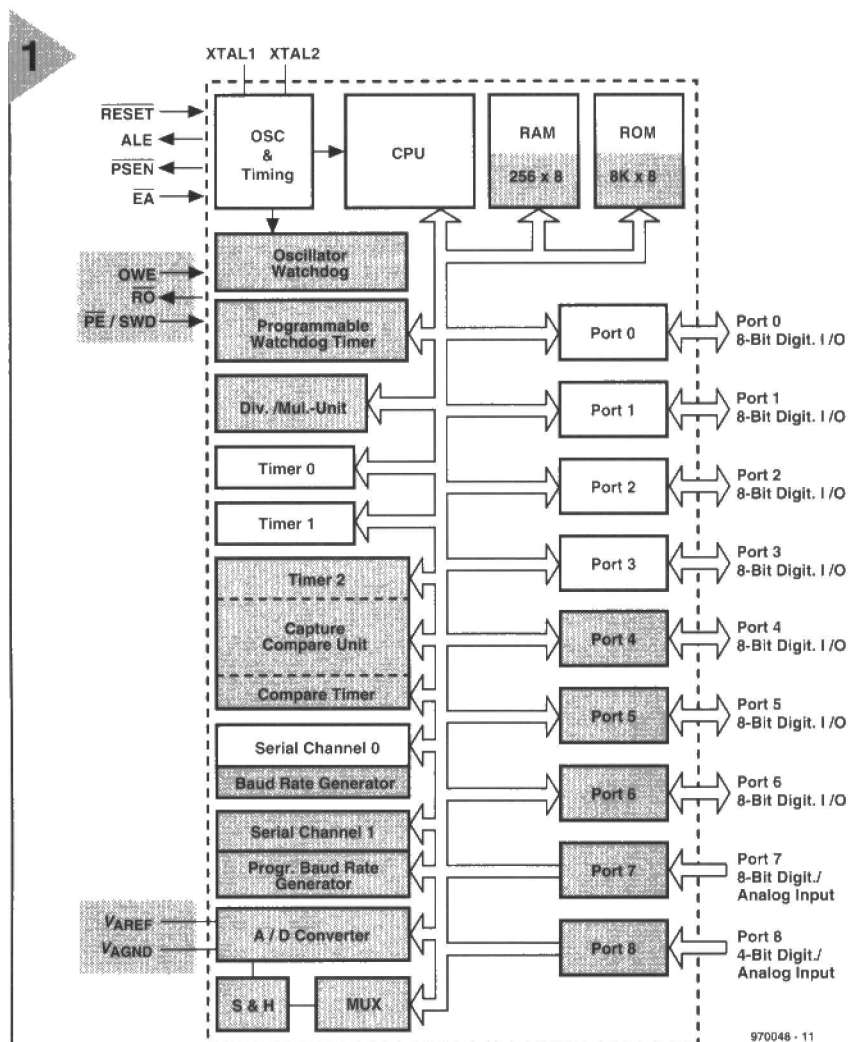 1
XTAL1 XTAL2
RESET
ALE
PSEN
EA
OSC
&
Timing
CPU
RAM
256 x 8
ROM
8K x 8
OWE
RO
PE / SWD
Oscillator
Watchdog
Programmable
Watchdog Timer
Div. /Mul.-Unit
Timer 0
Timer 1
Timer 2
Capture
Compare Unit
Compare Timer
Serial Channel 0
Baud Rate Generator
Serial Channel 1
Progr. Baud Rate
Generator
VAREF
VAGND
A / D Converter
S & H
MUX
Port 0
Port 0
8-Bit Digit. I /O
Port 1
Port 1
8-Bit Digit. I /O
Port 2
Port 2
8-Bit Digit. I /O
Port 3
Port 3
8-Bit Digit. I /O
Port 4
Port 4
8-Bit Digit. I /O
Port 5
Port 5
8-Bit Digit. I /O
Port 6
Port 6
8-Bit Digit. I /O
Port 7
Port 7
8-Bit Digit./
Analog Input
Port 8
Port 8
4-Bit Digit./
Analog Input
970048 - 11